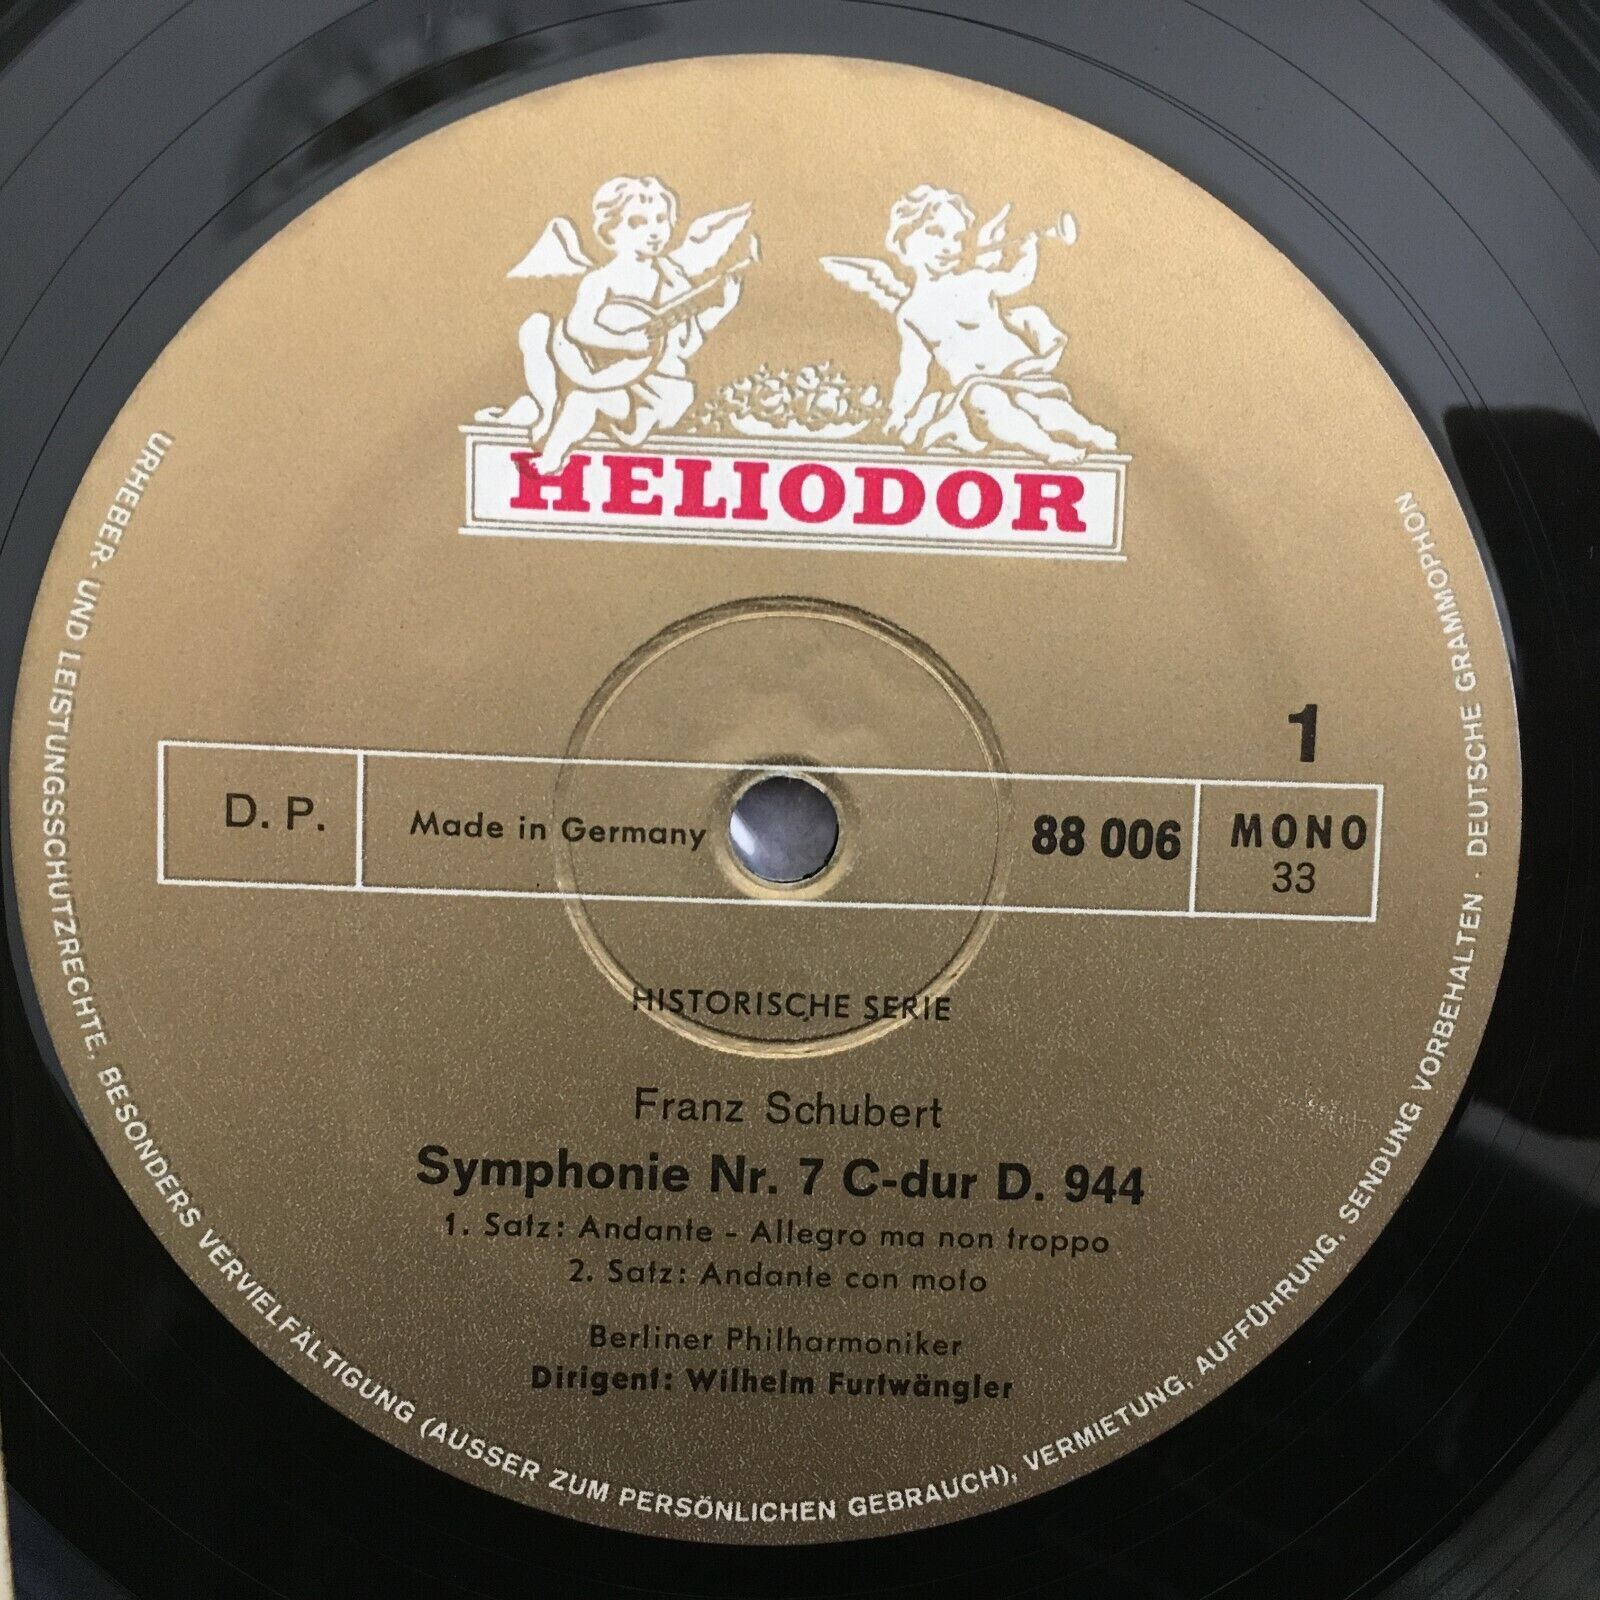 HELIODOR
1
D. P.
Made in Germany
88 006
MONO
33
HISTORISCHE SERIE
Franz Schubert
Symphonie Nr. 7 C-dur D. 944
1. Satz: Andante - Allegro ma non troppo
2. Satz: Andante con moto
Berliner Philharmoniker
Dirigent: Wilhelm Furtwängler
URHEBER- UND LEISTUNGSSCHUTZRECHTE, BESONDERS VERVIELFÄLTIGUNG (AUSSER ZUM PERSÖNLICHEN GEBRAUCH), VERMIETUNG, AUFFÜHRUNG, SENDUNG VORBEHALTEN · DEUTSCHE GRAMMOPHON